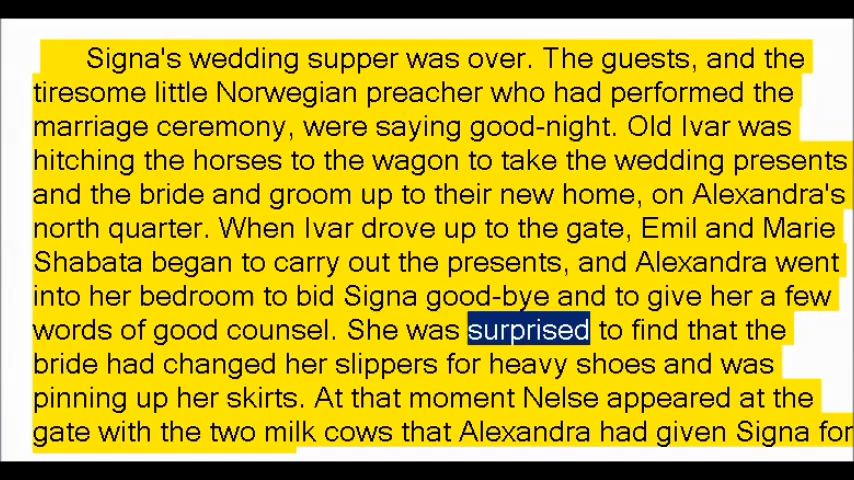 Signa's wedding supper was over. The guests, and the
tiresome little Norwegian preacher who had performed the
marriage ceremony, were saying good-night. Old Ivar was
hitching the horses to the wagon to take the wedding presents
and the bride and groom up to their new home, on Alexandra's
north quarter. When Ivar drove up to the gate, Emil and Marie
Shabata began to carry out the presents, and Alexandra went
into her bedroom to bid Signa good-bye and to give her a few
words of good counsel. She was surprised to find that the
bride had changed her slippers for heavy shoes and was
pinning up her skirts. At that moment Nelse appeared at the
gate with the two milk cows that Alexandra had given Signa for